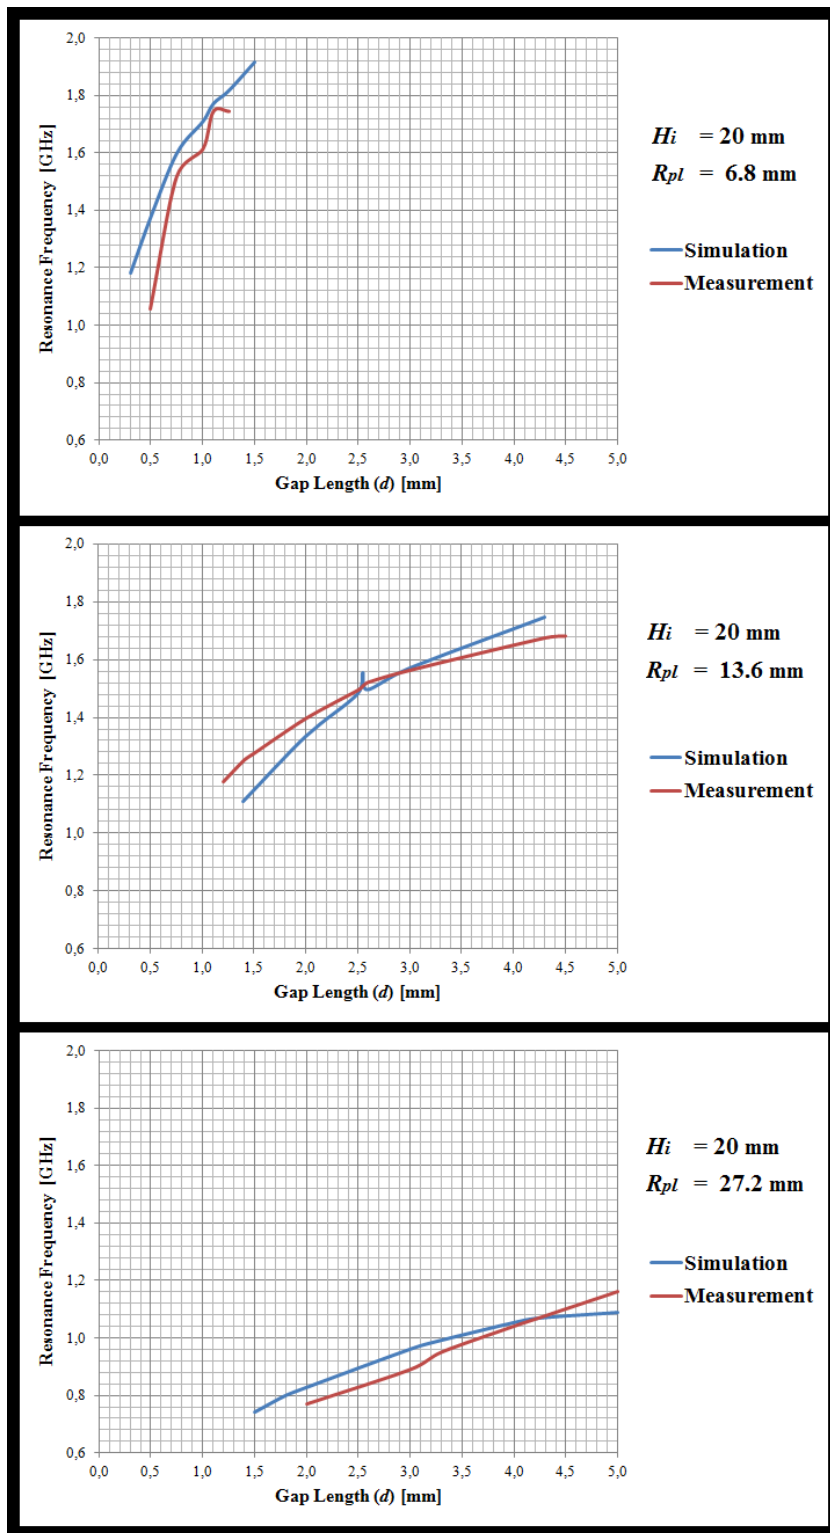 2,0
1,8
1,6
1,4
1,2
1,0
0,8
0,6
0,0 0,5 1,0 1,5 2,0 2,5 3,0 3,5 4,0 4,5 5,0
Resonance Frequency [GHz]
Gap Length (d) [mm]
Hi = 20 mm
Rpl = 6.8 mm
Simulation
Measurement
2,0
1,8
1,6
1,4
1,2
1,0
0,8
0,6
0,0 0,5 1,0 1,5 2,0 2,5 3,0 3,5 4,0 4,5 5,0
Resonance Frequency [GHz]
Gap Length (d) [mm]
Hi = 20 mm
Rpl = 13.6 mm
Simulation
Measurement
2,0
1,8
1,6
1,4
1,2
1,0
0,8
0,6
0,0 0,5 1,0 1,5 2,0 2,5 3,0 3,5 4,0 4,5 5,0
Resonance Frequency [GHz]
Gap Length (d) [mm]
Hi = 20 mm
Rpl = 27.2 mm
Simulation
Measurement